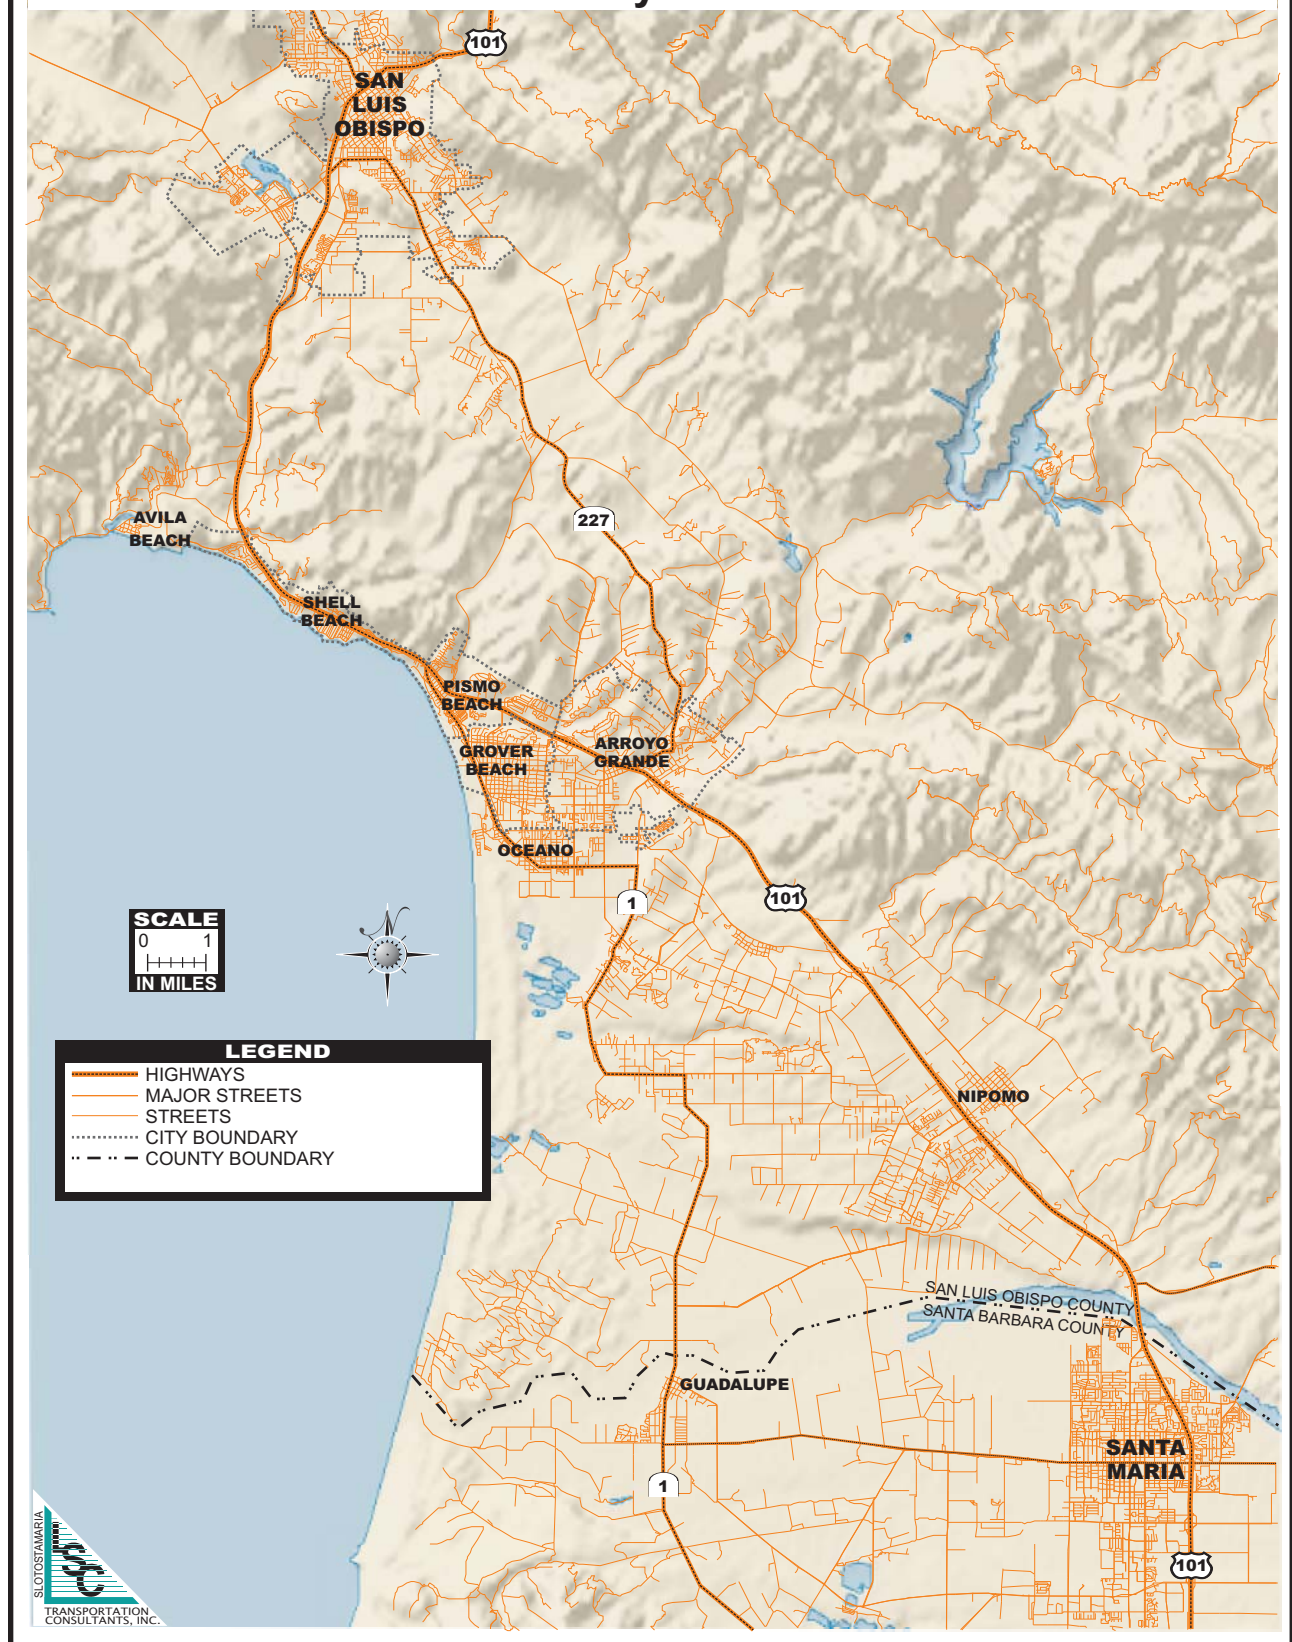 101
SAN
LUIS
OBISPO
227
AVILA
BEACH
SHELL
BEACH
PISMO
BEACH
GROVER
BEACH
ARROYO
GRANDE
OCEANO
1
101
SCALE
0 1
IN MILES
N
LEGEND
HIGHWAYS
MAJOR STREETS
STREETS
CITY BOUNDARY
COUNTY BOUNDARY
NIPOMO
SAN LUIS OBISPO COUNTY
SANTA BARBARA COUNTY
GUADALUPE
SANTA
MARIA
1
101
SLOTOSTAMARIA
LSC
TRANSPORTATION
CONSULTANTS, INC.